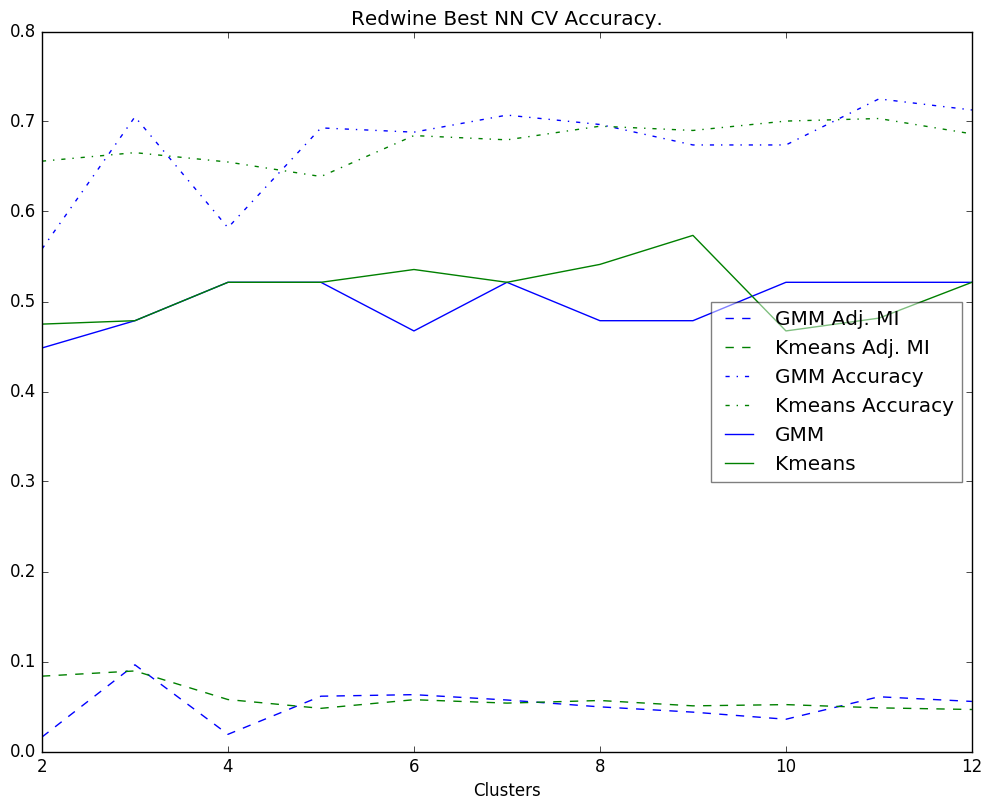 Redwine Best NN CV Accuracy.
0.8
0.7
0.6
0.5
0.4
0.3
0.2
0.1
0.0
GMM Adj. MI
Kmeans Adj. MI
GMM Accuracy
Kmeans Accuracy
GMM
Kmeans
2 4 6 8 10 12
Clusters